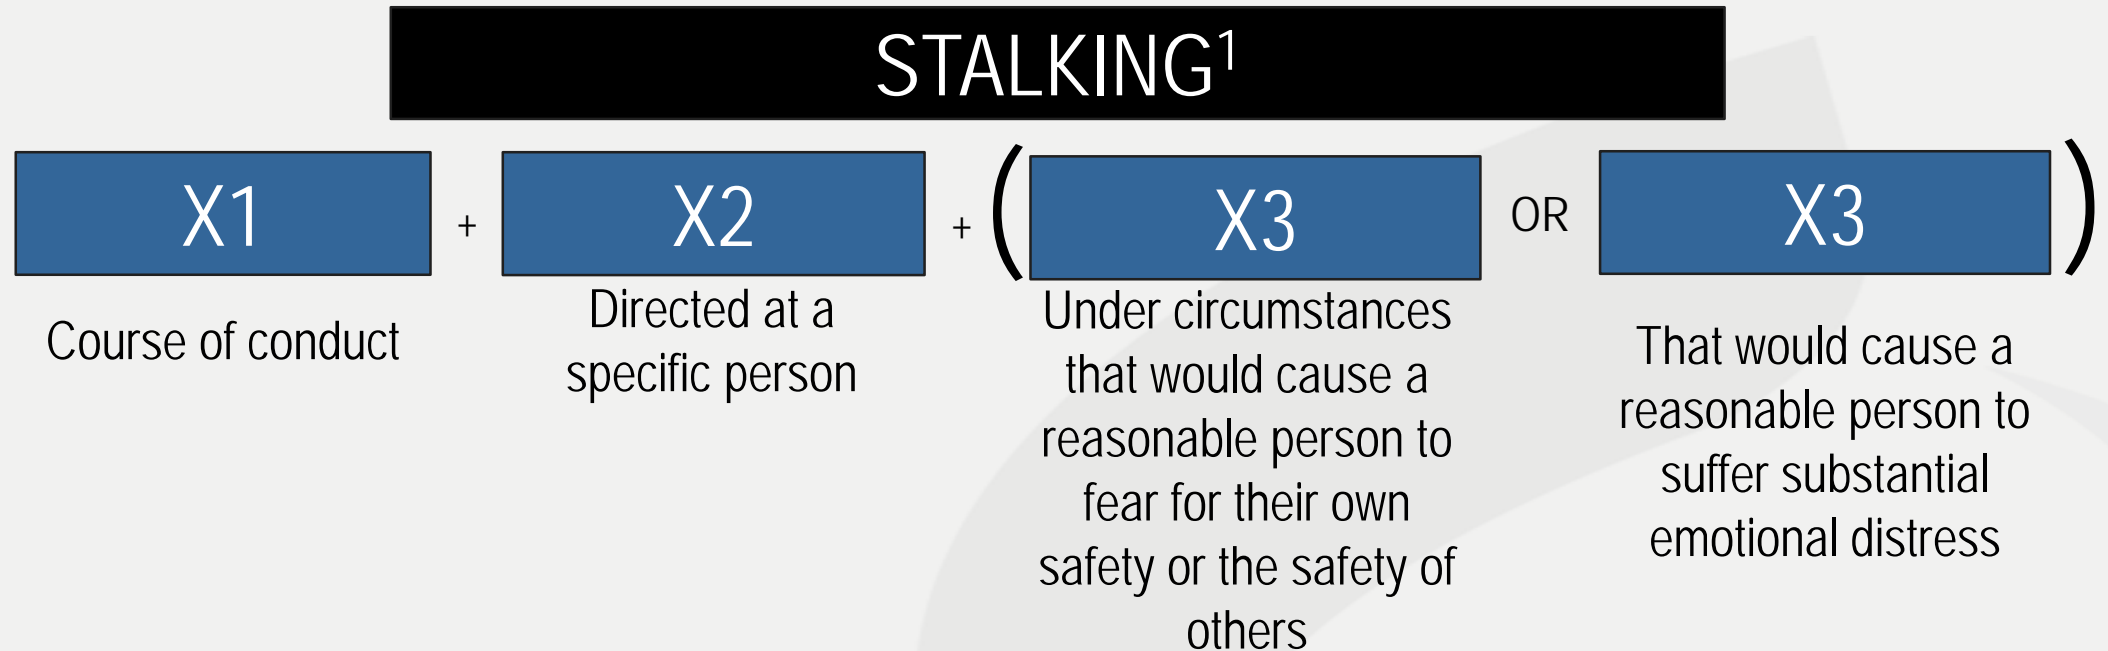 STALKING¹
X1 + X2 + ( X3 OR X3 )
Course of conduct
Directed at a
specific person
Under circumstances
that would cause a
reasonable person to
fear for their own
safety or the safety of
others
That would cause a
reasonable person to
suffer substantial
emotional distress